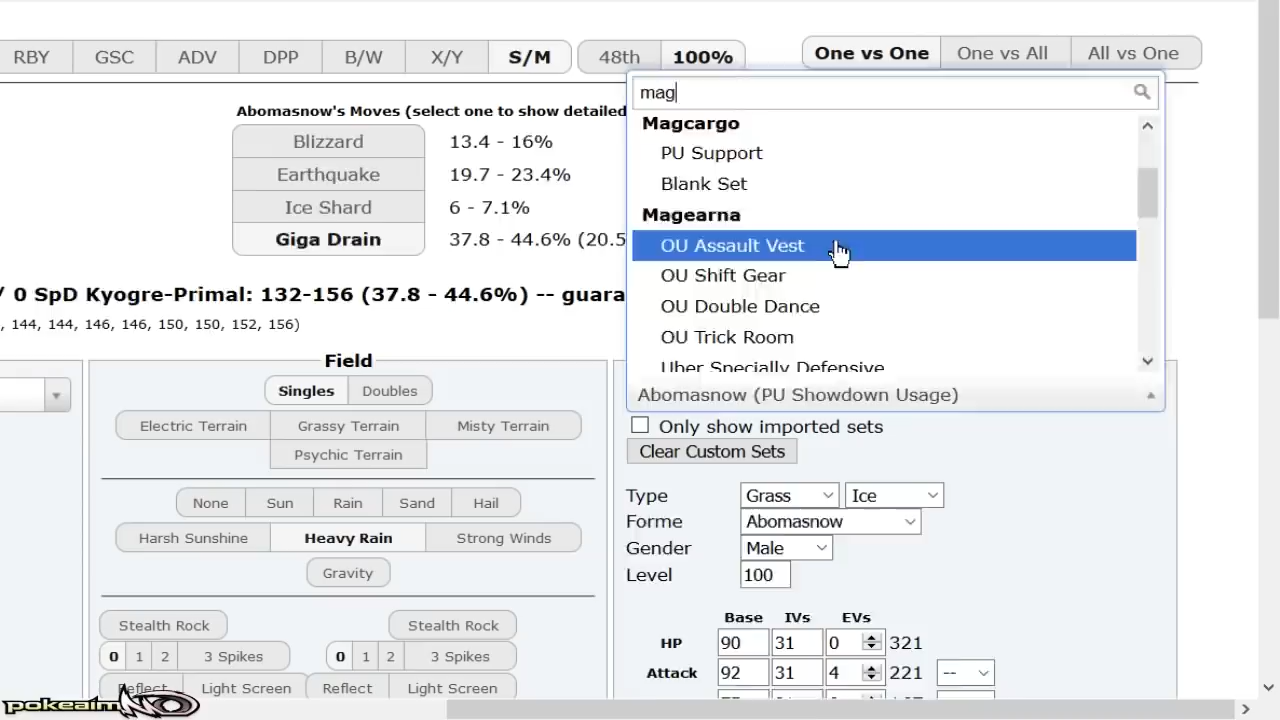 RBY GSC ADV DPP B/W X/Y S/M 48th 100% One vs One One vs All All vs One
mag
Abomasnow's Moves (select one to show detailed
Magcargo
Blizzard 13.4 - 16%
PU Support
Earthquake 19.7 - 23.4%
Blank Set
Ice Shard 6 - 7.1%
Magearna
Giga Drain 37.8 - 44.6% (20.5
OU Assault Vest
OU Shift Gear
/ 0 SpD Kyogre-Primal: 132-156 (37.8 - 44.6%) -- guara
OU Double Dance
, 144, 144, 146, 146, 150, 150, 152, 156)
OU Trick Room
Uber Specially Defensive
Abomasnow (PU Showdown Usage)
Field
Singles Doubles
Electric Terrain Grassy Terrain Misty Terrain
Psychic Terrain
None Sun Rain Sand Hail
Harsh Sunshine Heavy Rain Strong Winds
Gravity
Stealth Rock Stealth Rock
0 1 2 3 Spikes 0 1 2 3 Spikes
Reflect Light Screen Reflect Light Screen
Only show imported sets
Clear Custom Sets
Type Grass Ice
Forme Abomasnow
Gender Male
Level 100
Base IVs EVs
HP 90 31 0 321
Attack 92 31 4 221 --
pokeaim